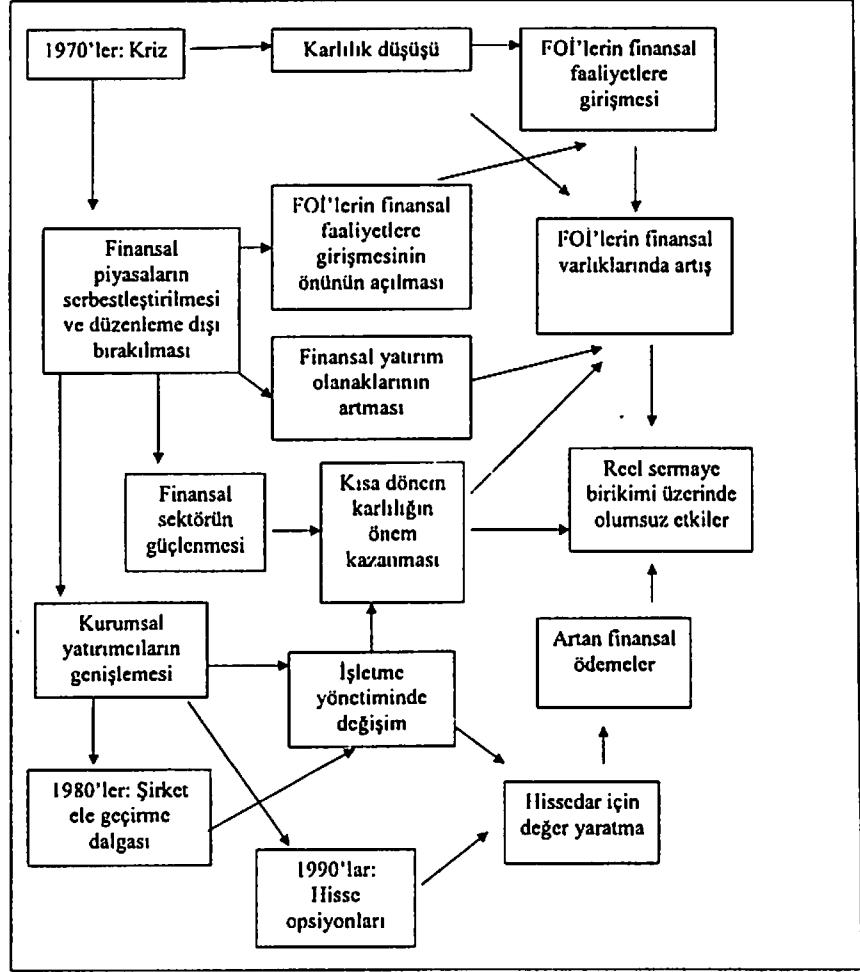 1970'ler: Kriz
Karlılık düşüşü
FOİ'lerin finansal
faaliyetlere
girişmesi
FOİ'lerin finansal
faaliyetlere
girişmesinin
önünün açılması
FOİ'lerin finansal
varlıklarında artış
Finansal
piyasaların
serbestleştirilmesi
ve düzenleme dışı
bırakılması
Finansal yatırım
olanaklarının
artması
Finansal
sektörün
güçlenmesi
Kısa dönem
karlılığın
önem
kazanması
Reel sermaye
birikimi üzerinde
olumsuz etkiler
Kurumsal
yatırımcıların
genişlemesi
İşletme
yönetiminde
değişim
Artan finansal
ödemeler
1980'ler: Şirket
ele geçirme
dalgası
Hissedar için
değer yaratma
1990'lar:
Hisse
opsiyonları